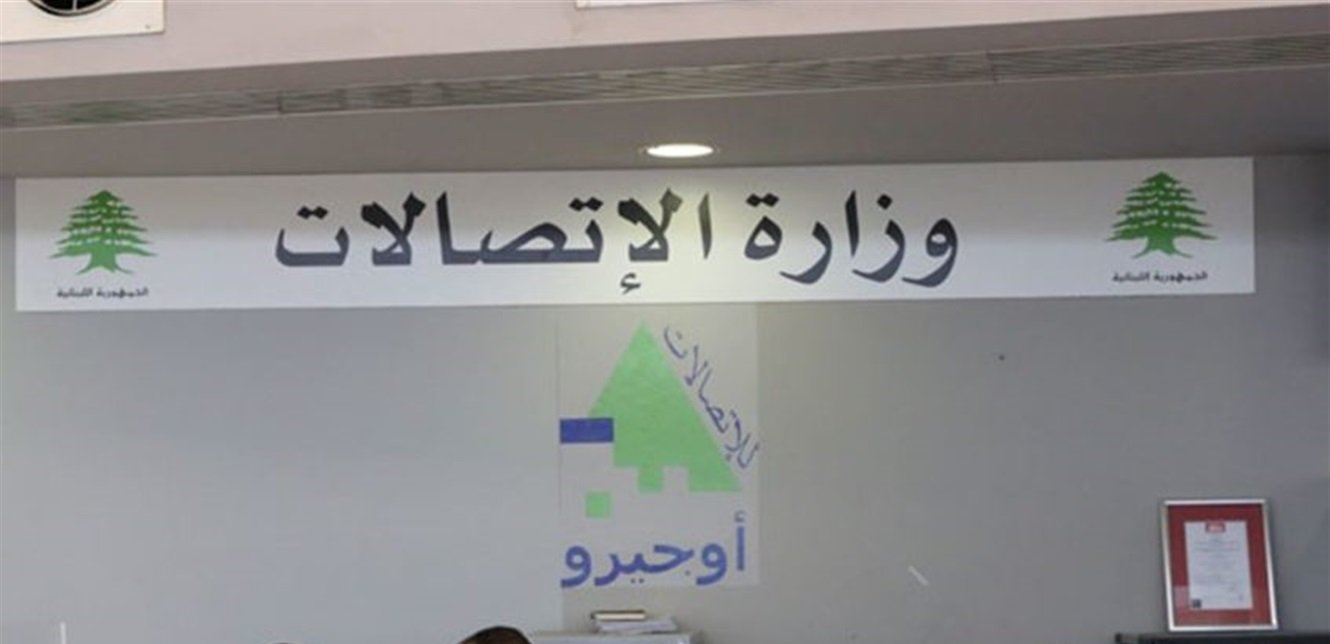 وزارة الإتصالات
الجمهورية اللبنانية
الجمهورية اللبنانية
للإتصالات
أوجيرو